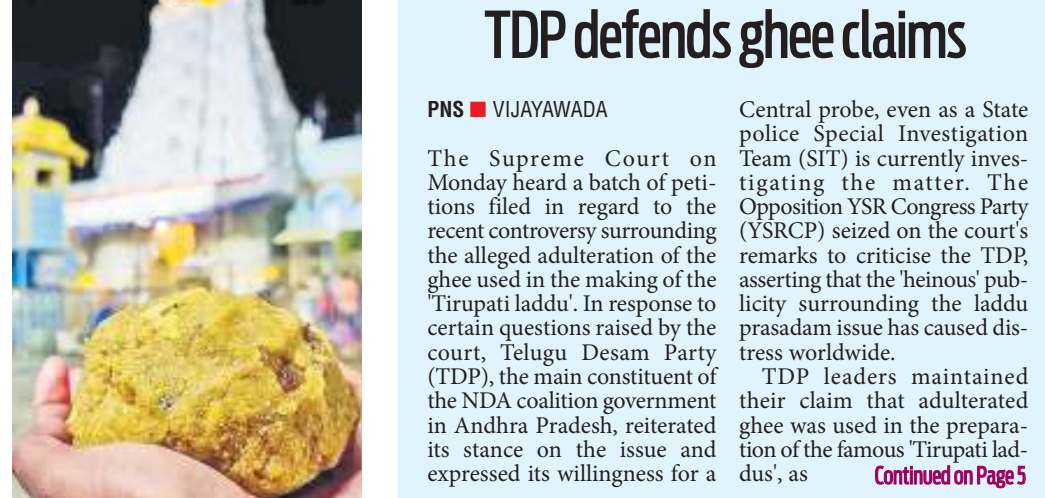 TDP defends ghee claims
PNS ■ VIJAYAWADA
The Supreme Court on
Monday heard a batch of peti-
tions filed in regard to the
recent controversy surrounding
the alleged adulteration of the
ghee used in the making of the
'Tirupati laddu'. In response to
certain questions raised by the
court, Telugu Desam Party
(TDP), the main constituent of
the NDA coalition government
in Andhra Pradesh, reiterated
its stance on the issue and
expressed its willingness for a
Central probe, even as a State
police Special Investigation
Team (SIT) is currently inves-
tigating the matter. The
Opposition YSR Congress Party
(YSRCP) seized on the court's
remarks to criticise the TDP,
asserting that the 'heinous' pub-
licity surrounding the laddu
prasadam issue has caused dis-
tress worldwide.
TDP leaders maintained
their claim that adulterated
ghee was used in the prepara-
tion of the famous 'Tirupati lad-
dus', as
Continued on Page 5